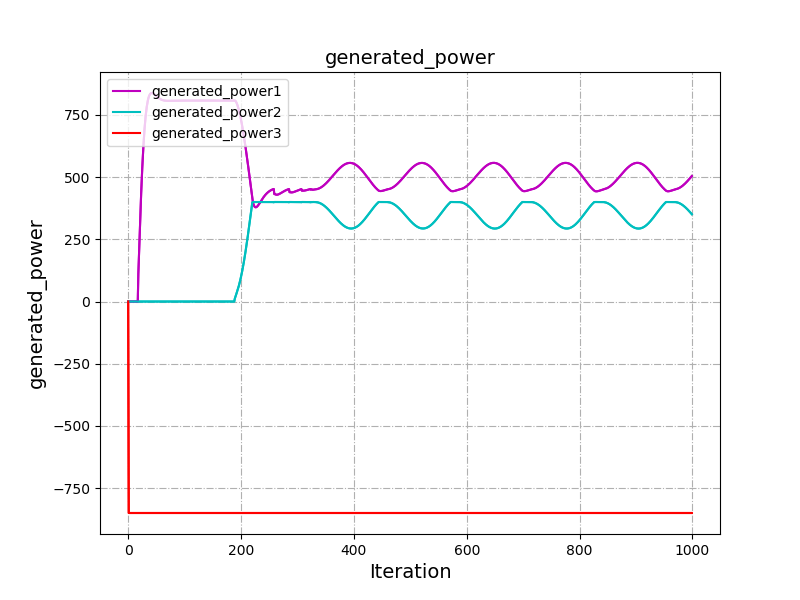 generated_power
generated_power1
generated_power2
generated_power3
750
500
250
0
−250
−500
−750
generated_power
0
200
400
600
800
1000
Iteration